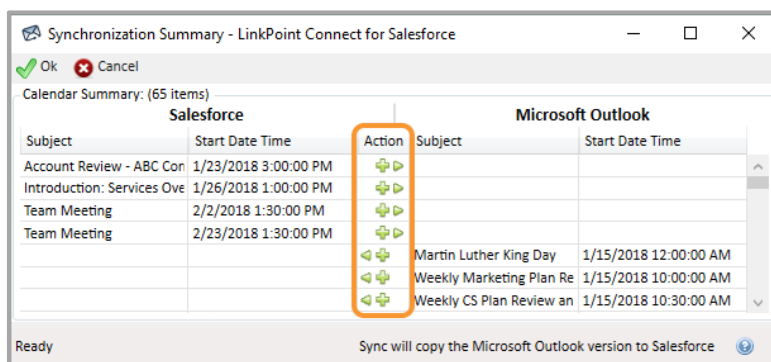 Synchronization Summary - LinkPoint Connect for Salesforce
Ok Cancel
Calendar Summary: (65 items)
Salesforce Microsoft Outlook
Subject Start Date Time Action Subject Start Date Time
Account Review - ABC Con 1/23/2018 3:00:00 PM
Introduction: Services Ove 1/26/2018 1:00:00 PM
Team Meeting 2/2/2018 1:30:00 PM
Team Meeting 2/23/2018 1:30:00 PM
Martin Luther King Day 1/15/2018 12:00:00 AM
Weekly Marketing Plan Re 1/15/2018 10:00:00 AM
Weekly CS Plan Review an 1/15/2018 10:30:00 AM
Ready Sync will copy the Microsoft Outlook version to Salesforce ?